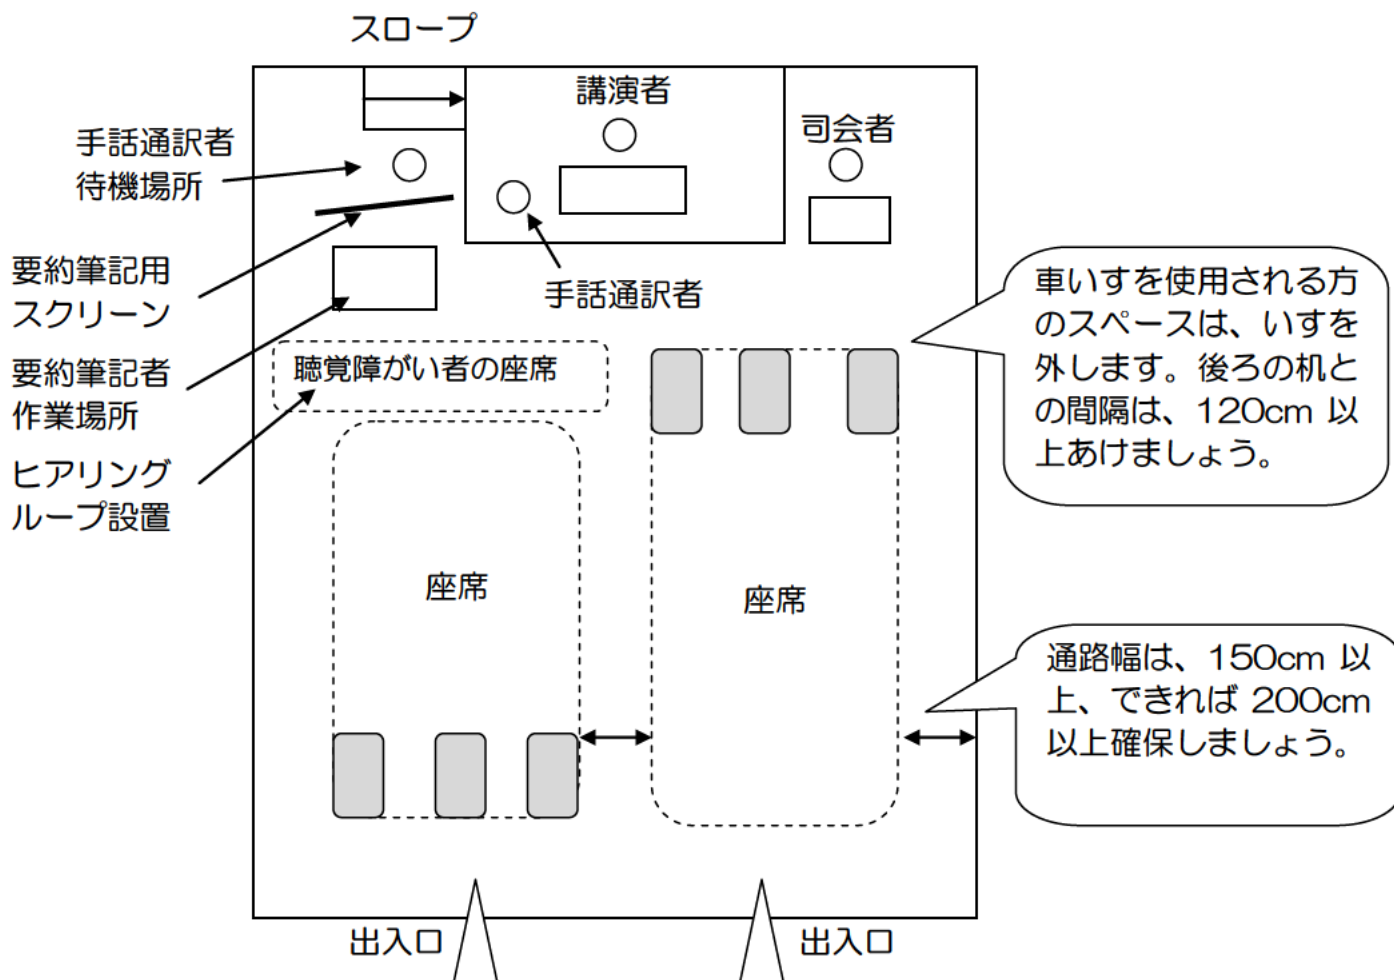 スロープ
講演者
司会者
手話通訳者
待機場所
要約筆記用
スクリーン
手話通訳者
要約筆記者
作業場所
聴覚障がい者の座席
ヒアリング
ループ設置
車いすを使用される方
のスペースは、いすを
外します。後ろの机と
の間隔は、120cm 以
上あけましょう。
座席
座席
通路幅は、150cm 以
上、できれば 200cm
以上確保しましょう。
出入口
出入口